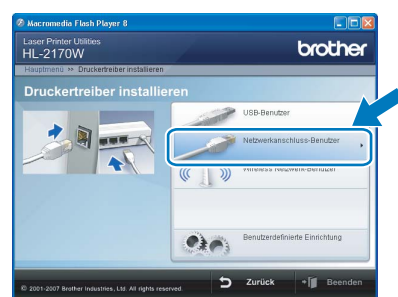 Macromedia Flash Player 8
Laser Printer Utilities
HL-2170W
brother
Hauptmenü ›› Druckertreiber installieren
Druckertreiber installieren
USB-Benutzer
Netzwerkanschluss-Benutzer
Wireless Netzwerk-Benutzer
Benutzerdefinierte Einrichtung
© 2001-2007 Brother Industries, Ltd. All rights reserved.
Zurück
Beenden